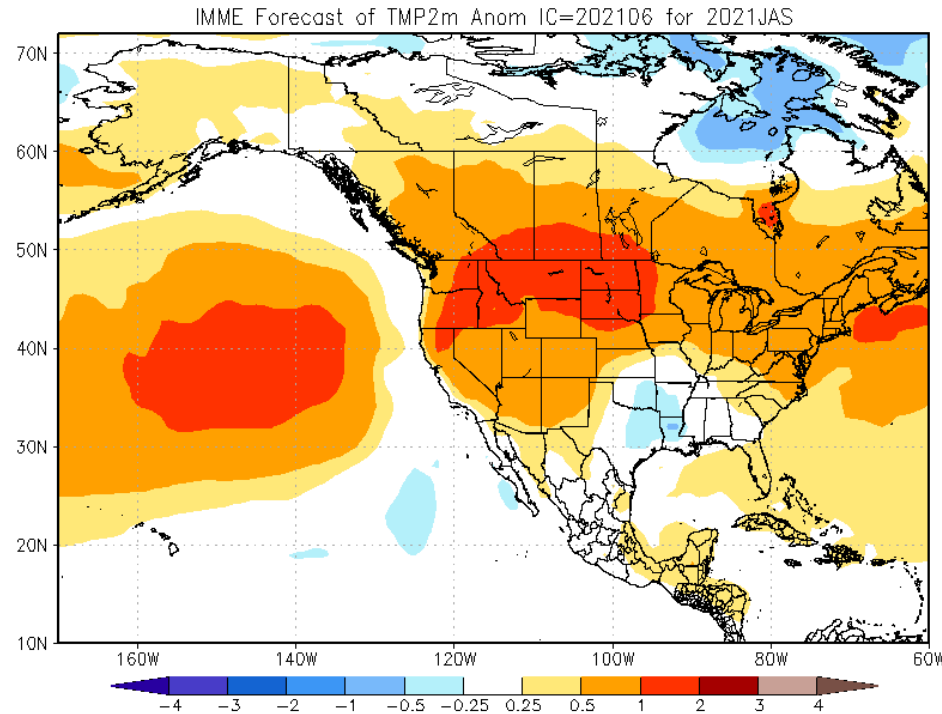 IMME Forecast of TMP2m Anom IC=202106 for 2021JAS
70N
60N
50N
40N
30N
20N
10N
160W 140W 120W 100W 80W 60W
-4 -3 -2 -1 -0.5 -0.25 0.25 0.5 1 2 3 4